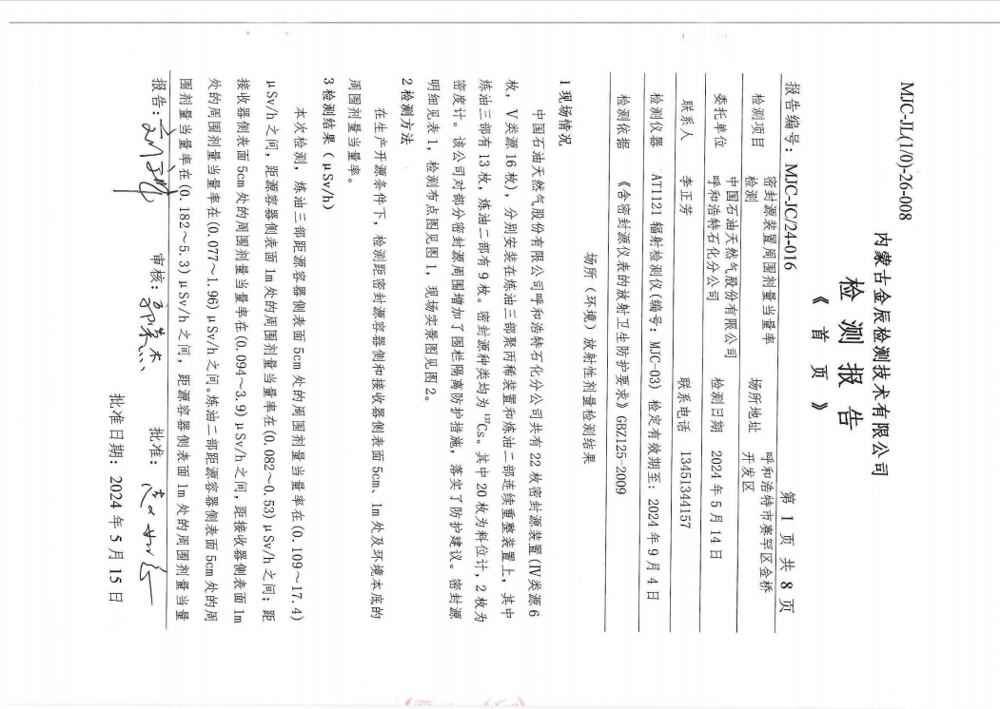 MJC-JL(1/0)-26-008
内蒙古金辰检测技术有限公司
检 测 报 告
《 首 页 》
报告编号：MJC-JC/24-016 第 1 页 共 8 页
检测项目 密封源装置周围剂量当量率检测 场所地址 呼和浩特市赛罕区金桥开发区
委托单位 中国石油天然气股份有限公司呼和浩特石化分公司 检测日期 2024 年 5 月 14 日
联系人 李正芳 联系电话 13451344157
检测仪器 AT1121 辐射检测仪(编号：MJC-03) 检定有效期至：2024 年 9 月 4 日
检测依据 《含密封源仪表的放射卫生防护要求》GBZ125-2009
场所（环境）放射性剂量检测结果
1 现场情况
中国石油天然气股份有限公司呼和浩特石化分公司共有 22 枚密封源装置(Ⅳ类源 6
枚，Ⅴ类源 16 枚)，分别安装在炼油三部聚丙稀装置和炼油二部连续重整装置上，其中
炼油三部有 13 枚，炼油二部有 9 枚。密封源种类均为 ¹³⁷Cs。其中 20 枚为料位计，2 枚为
密度计。该公司对部分密封源周围增加了围栏隔离防护措施，落实了防护建议。密封源
明细见表 1，检测布点图见图 1，现场实景图见图 2。
2 检测方法
在生产开源条件下，检测距密封源容器侧和接收器侧表面 5cm、1m 处及环境本底的
周围剂量当量率。
3 检测结果（μSv/h）
本次检测，炼油三部距源容器侧表面 5cm 处的周围剂量当量率在(0.109～17.4)
μSv/h 之间，距源容器侧表面 1m 处的周围剂量当量率在(0.082～0.53)μSv/h 之间；距
接收器侧表面 5cm 处的周围剂量当量率在(0.094～3.9)μSv/h 之间，距接收器侧表面 1m
处的周围剂量当量率在(0.077～1.96)μSv/h 之间。炼油二部距源容器侧表面 5cm 处的周
围剂量当量率在(0.182～5.3)μSv/h 之间，距源容器侧表面 1m 处的周围剂量当量
报告： 审核： 批准：
批准日期：2024 年 5 月 15 日